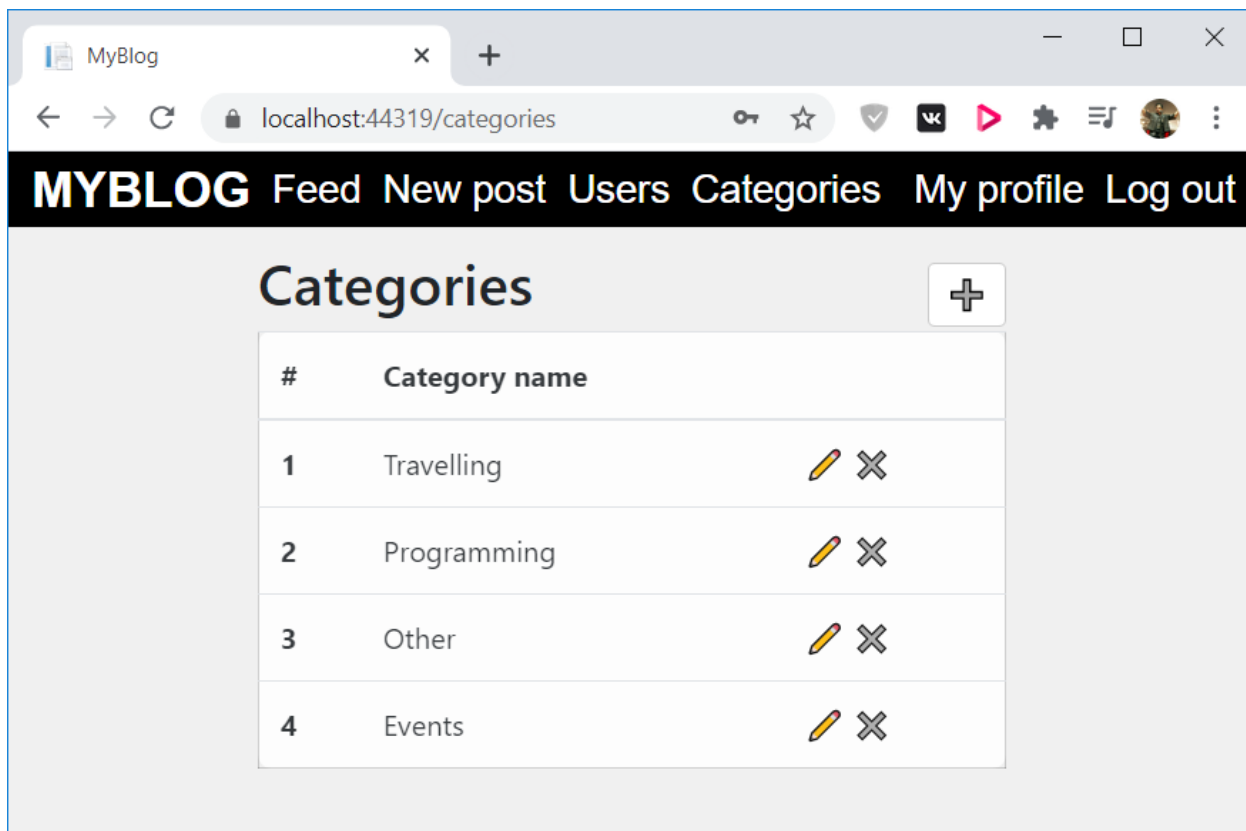 MyBlog
localhost:44319/categories
MYBLOG Feed New post Users Categories My profile Log out
Categories
# Category name
1 Travelling
2 Programming
3 Other
4 Events